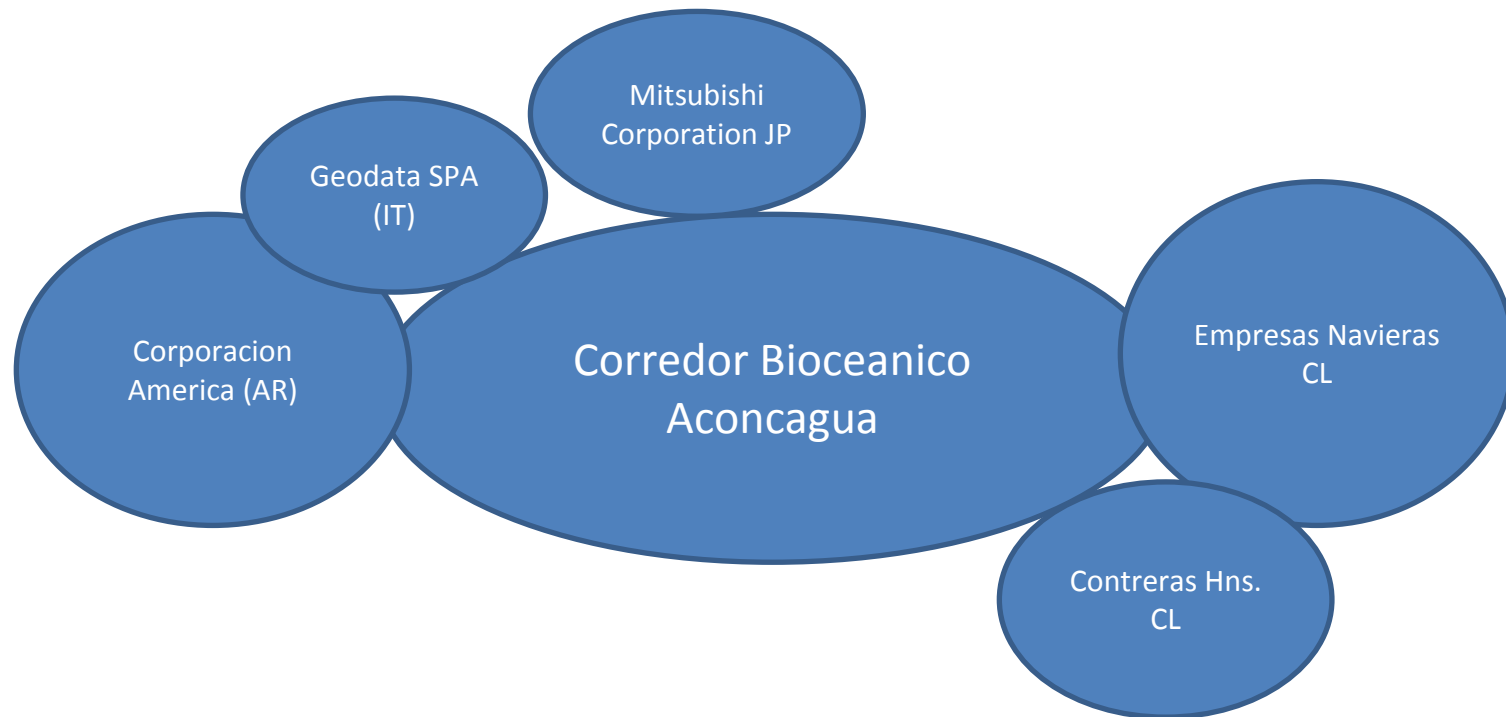 Mitsubishi
Corporation JP
Geodata SPA
(IT)
Corporacion
America (AR)
Corredor Bioceanico
Aconcagua
Empresas Navieras
CL
Contreras Hns.
CL